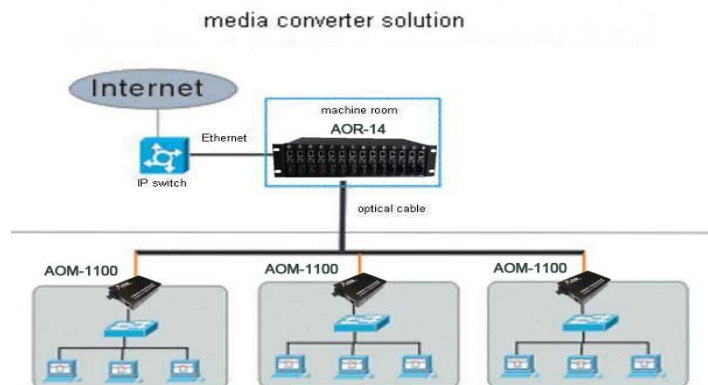 media converter solution
Internet
machine room
AOR-14
Ethernet
IP switch
optical cable
AOM-1100
AOM-1100
AOM-1100